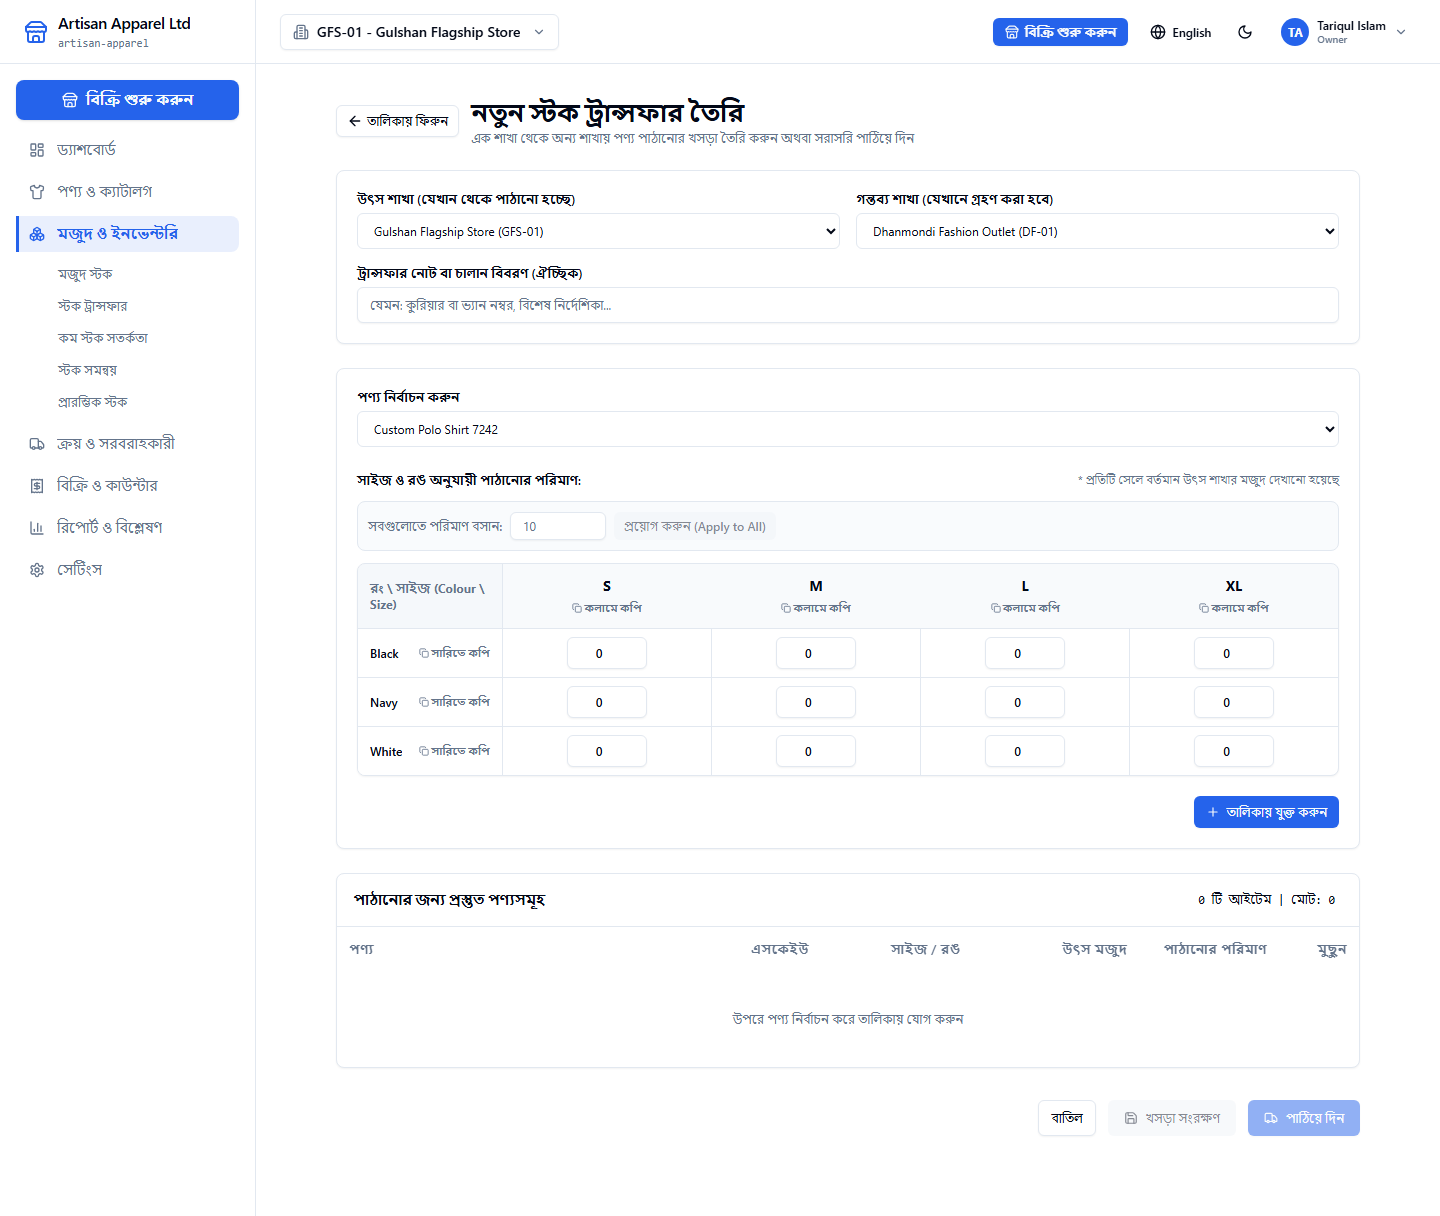 Artisan Apparel Ltd
artisan-apparel
GFS-01 - Gulshan Flagship Store
বিক্রি শুরু করুন
English
TA
Tariqul Islam
Owner
বিক্রি শুরু করুন
ড্যাশবোর্ড
পণ্য ও ক্যাটালগ
মজুদ ও ইনভেন্টরি
মজুদ স্টক
স্টক ট্রান্সফার
কম স্টক সতর্কতা
স্টক সমন্বয়
প্রারম্ভিক স্টক
ক্রয় ও সরবরাহকারী
বিক্রি ও কাউন্টার
রিপোর্ট ও বিশ্লেষণ
সেটিংস
তালিকায় ফিরুন
নতুন স্টক ট্রান্সফার তৈরি
এক শাখা থেকে অন্য শাখায় পণ্য পাঠানোর খসড়া তৈরি করুন অথবা সরাসরি পাঠিয়ে দিন
উৎস শাখা (যেখান থেকে পাঠানো হচ্ছে)
গন্তব্য শাখা (যেখানে গ্রহণ করা হবে)
Gulshan Flagship Store (GFS-01)
Dhanmondi Fashion Outlet (DF-01)
ট্রান্সফার নোট বা চালান বিবরণ (ঐচ্ছিক)
যেমন: কুরিয়ার বা ভ্যান নম্বর, বিশেষ নির্দেশিকা...
পণ্য নির্বাচন করুন
Custom Polo Shirt 7242
সাইজ ও রঙ অনুযায়ী পাঠানোর পরিমাণ:
* প্রতিটি সেলে বর্তমান উৎস শাখার মজুদ দেখানো হয়েছে
সবগুলোতে পরিমাণ বসান: 10 প্রয়োগ করুন (Apply to All)
রং \ সাইজ (Colour \ Size)
S M L XL
কলামে কপি কলামে কপি কলামে কপি কলামে কপি
Black সারিতে কপি 0 0 0 0
Navy সারিতে কপি 0 0 0 0
White সারিতে কপি 0 0 0 0
+ তালিকায় যুক্ত করুন
পাঠানোর জন্য প্রস্তুত পণ্যসমূহ
0 টি আইটেম | মোট: 0
পণ্য এসকেইউ সাইজ / রঙ উৎস মজুদ পাঠানোর পরিমাণ মুছুন
উপরে পণ্য নির্বাচন করে তালিকায় যোগ করুন
বাতিল খসড়া সংরক্ষণ পাঠিয়ে দিন